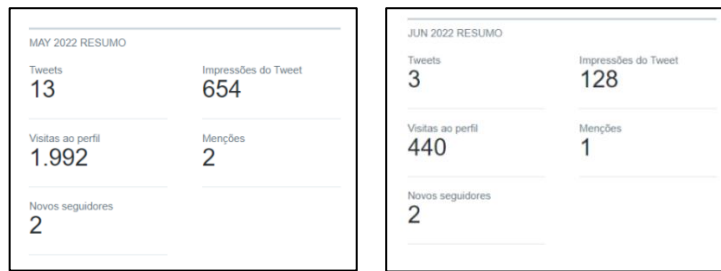 MAY 2022 RESUMO
Tweets
13
Impressões do Tweet
654
Visitas ao perfil
1.992
Menções
2
Novos seguidores
2
JUN 2022 RESUMO
Tweets
3
Impressões do Tweet
128
Visitas ao perfil
440
Menções
1
Novos seguidores
2